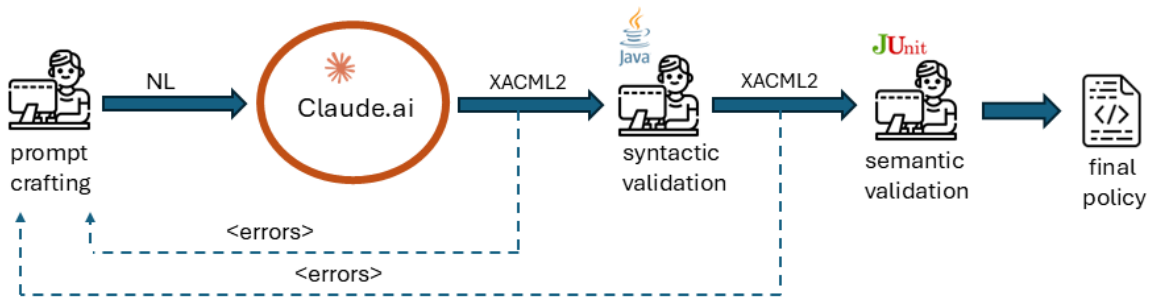 NL
Claude.ai
XACML2
Java
XACML2
JUnit
prompt
crafting
syntactic
validation
semantic
validation
</>
final
policy
<errors>
<errors>